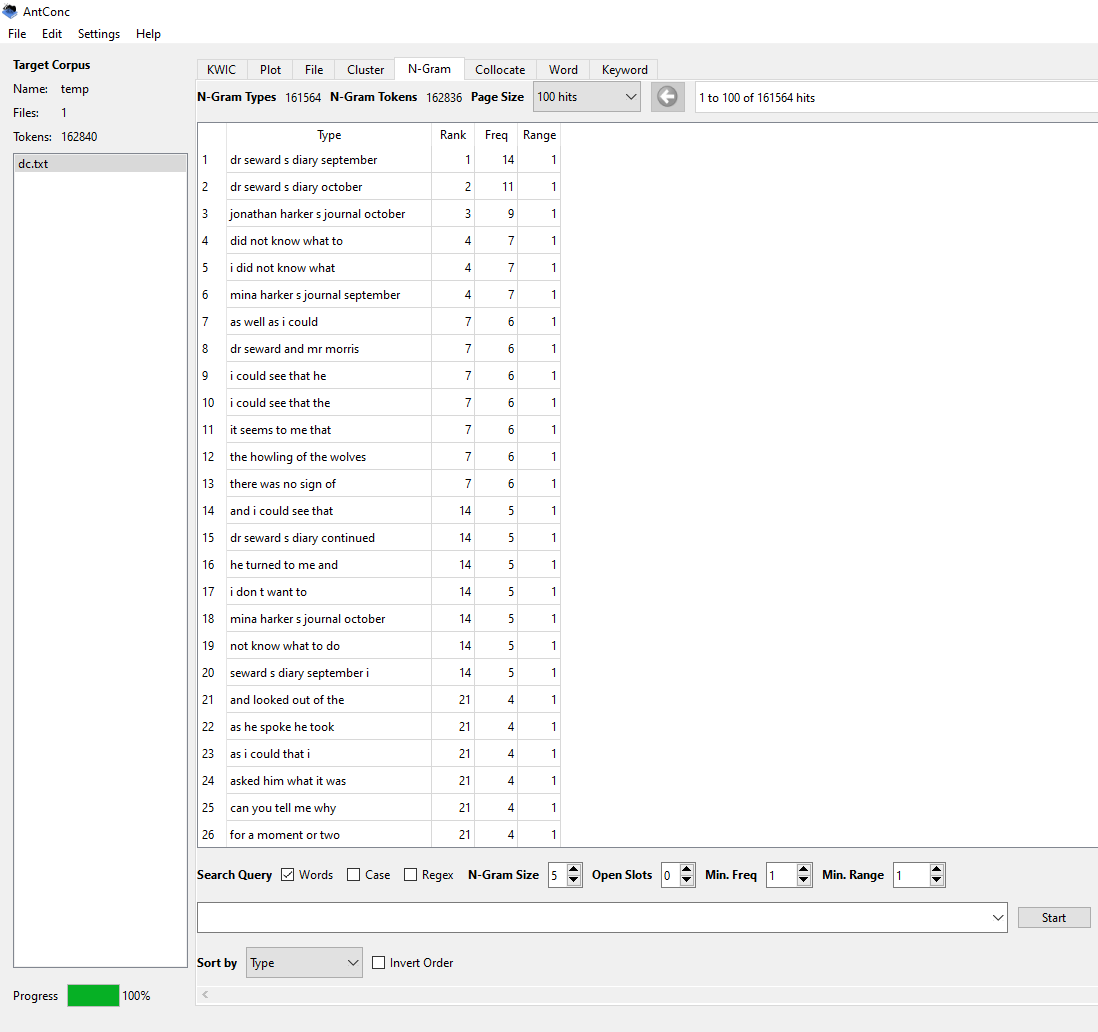 AntConc
File Edit Settings Help
Target Corpus
Name: temp
Files: 1
Tokens: 162840
dc.txt
Progress 100%
KWIC Plot File Cluster N-Gram Collocate Word Keyword
N-Gram Types 161564 N-Gram Tokens 162836 Page Size 100 hits 1 to 100 of 161564 hits
Type Rank Freq Range
1 dr seward s diary september 1 14 1
2 dr seward s diary october 2 11 1
3 jonathan harker s journal october 3 9 1
4 did not know what to 4 7 1
5 i did not know what 4 7 1
6 mina harker s journal september 4 7 1
7 as well as i could 7 6 1
8 dr seward and mr morris 7 6 1
9 i could see that he 7 6 1
10 i could see that the 7 6 1
11 it seems to me that 7 6 1
12 the howling of the wolves 7 6 1
13 there was no sign of 7 6 1
14 and i could see that 14 5 1
15 dr seward s diary continued 14 5 1
16 he turned to me and 14 5 1
17 i don t want to 14 5 1
18 mina harker s journal october 14 5 1
19 not know what to do 14 5 1
20 seward s diary september i 14 5 1
21 and looked out of the 21 4 1
22 as he spoke he took 21 4 1
23 as i could that i 21 4 1
24 asked him what it was 21 4 1
25 can you tell me why 21 4 1
26 for a moment or two 21 4 1
Search Query Words Case Regex N-Gram Size 5 Open Slots 0 Min. Freq 1 Min. Range 1
Start
Sort by Type Invert Order